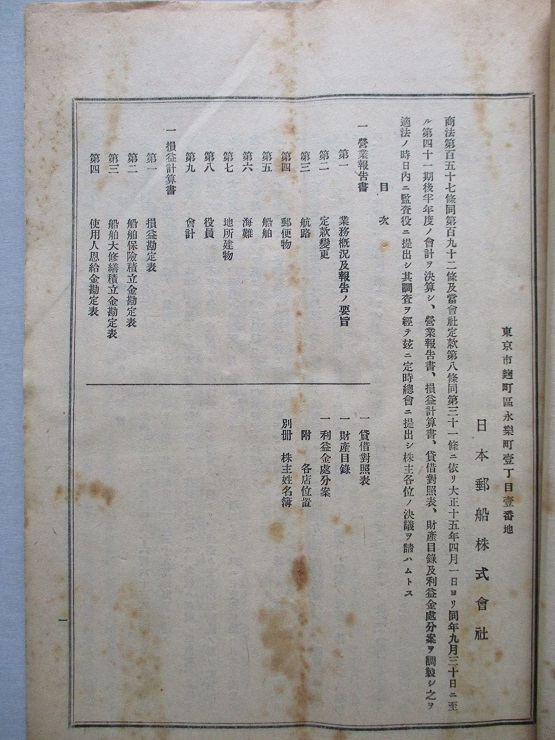 東京市麹町區永樂町壹丁目壹番地
日本郵船株式會社
商法第百五十七條同第百九十二條及當會社定款第八條同第三十一條ニ依リ大正十五年四月一日ヨリ同年九月三十日ニ至
ル第四十一期後半年度ノ會計ヲ決算シ、營業報告書、損益計算書、貸借對照表、財產目錄及利益金處分案ヲ調製シ之ヲ
適法ノ時日內ニ監査役ニ提出シ其調査ヲ經テ玆ニ定時總會ニ提出シ株主各位ノ決議ヲ請ハムトス
目次
一 營業報告書
第一 業務槪況及報告ノ要旨
第二 定款變更
第三 航路
第四 郵便物
第五 船舶
第六 海難
第七 地所建物
第八 役員
第九 會計
一 損益計算書
第一 損益勘定表
第二 船舶保險積立金勘定表
第三 船舶大修繕積立金勘定表
第四 使用人恩給金勘定表
一 貸借對照表
一 財產目錄
一 利益金處分案
附 各店位置
別冊 株主姓名簿
一